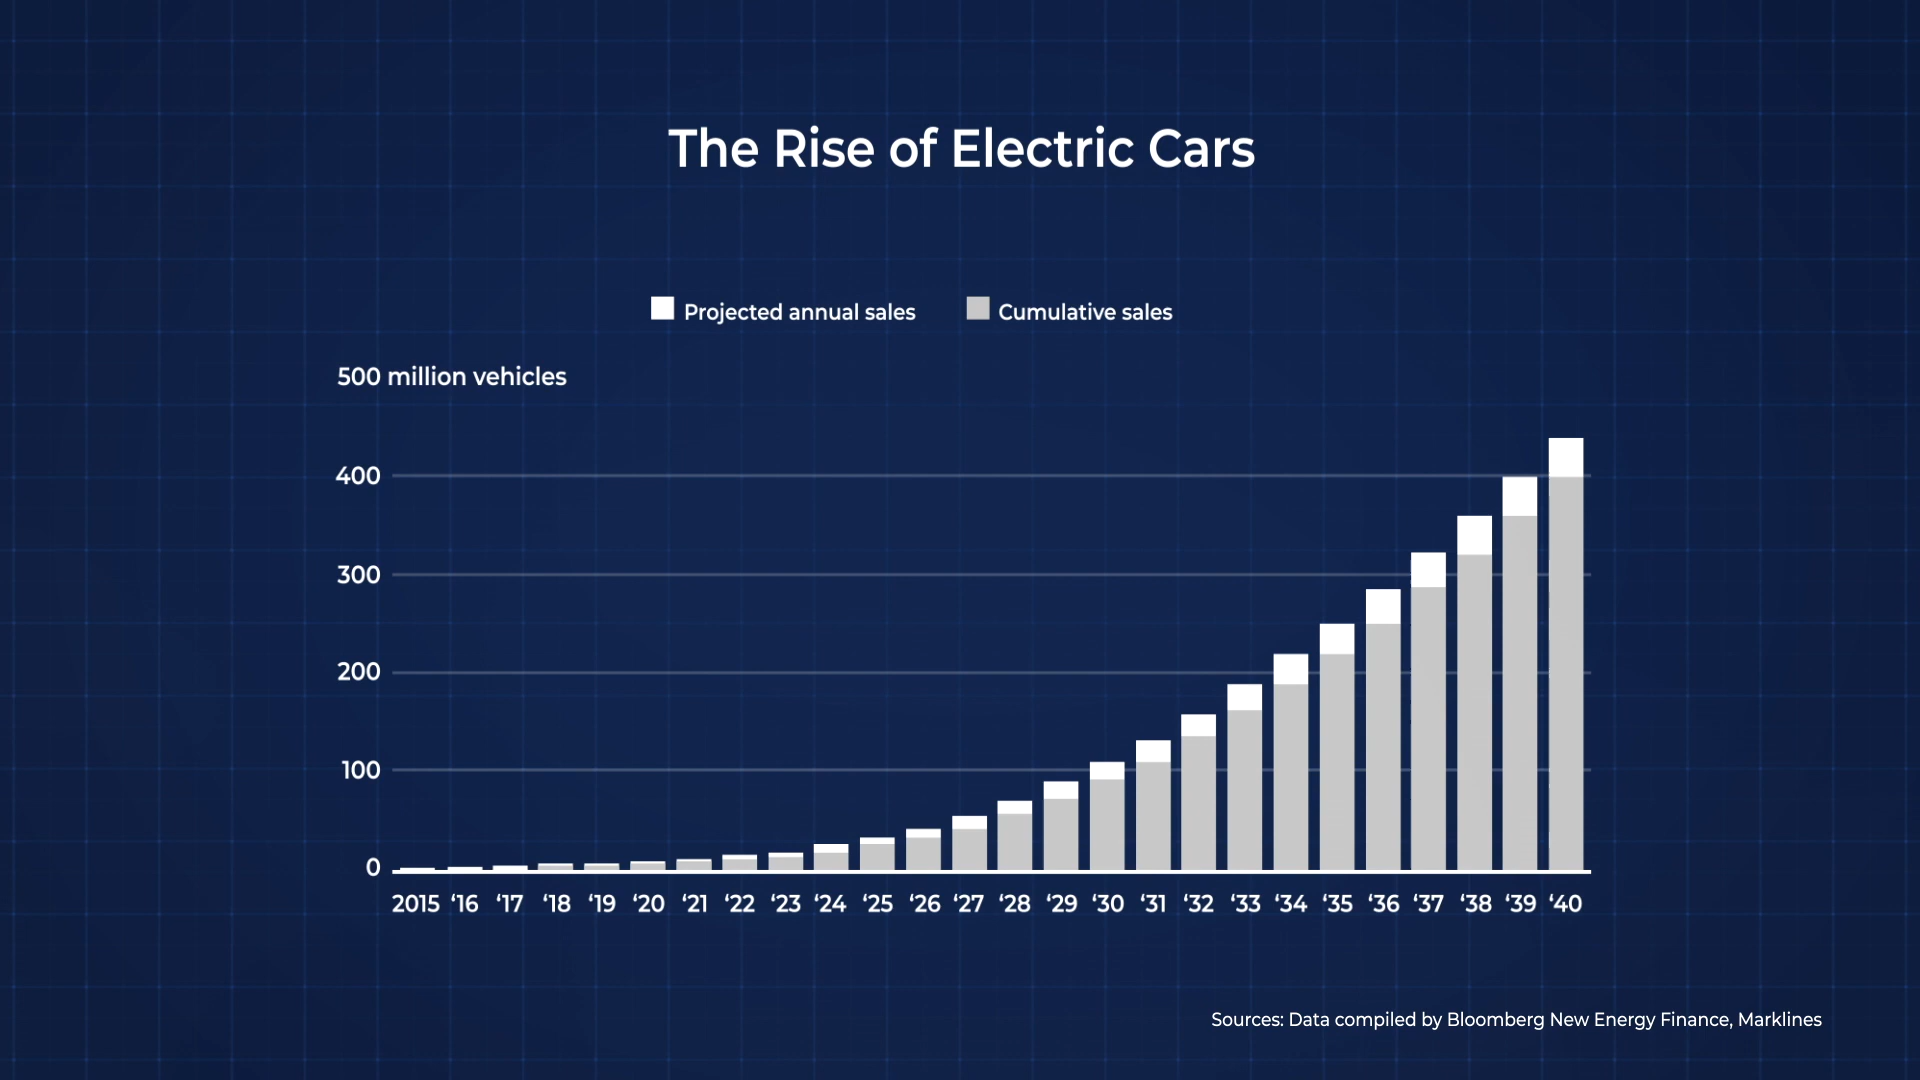 The Rise of Electric Cars
Projected annual sales
Cumulative sales
500 million vehicles
400
300
200
100
0
2015 ‘16 ‘17 ‘18 ‘19 ‘20 ‘21 ‘22 ‘23 ‘24 ‘25 ‘26 ‘27 ‘28 ‘29 ‘30 ‘31 ‘32 ‘33 ‘34 ‘35 ‘36 ‘37 ‘38 ‘39 ‘40
Sources: Data compiled by Bloomberg New Energy Finance, Marklines